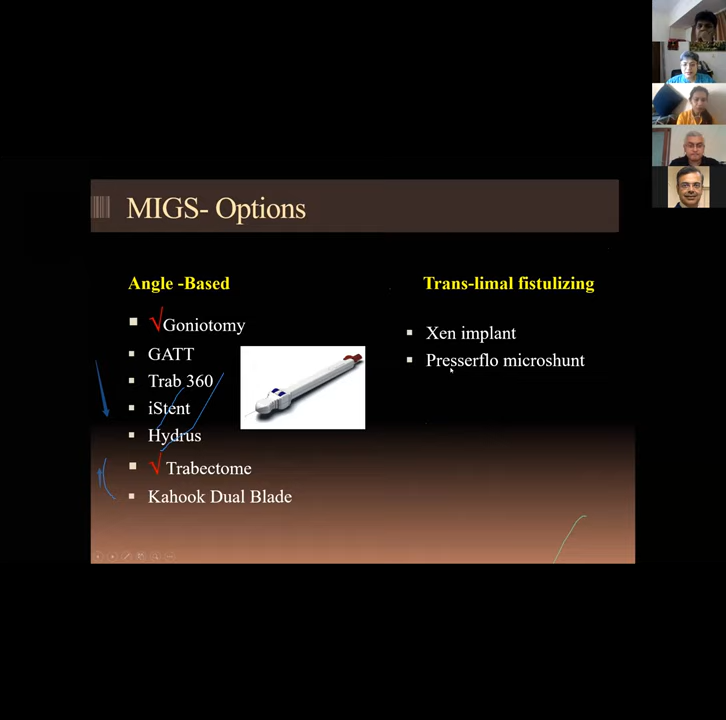 MIGS- Options
Angle -Based
√Goniotomy
GATT
Trab 360
iStent
Hydrus
√ Trabectome
Kahook Dual Blade
Trans-limal fistulizing
Xen implant
Presserflo microshunt